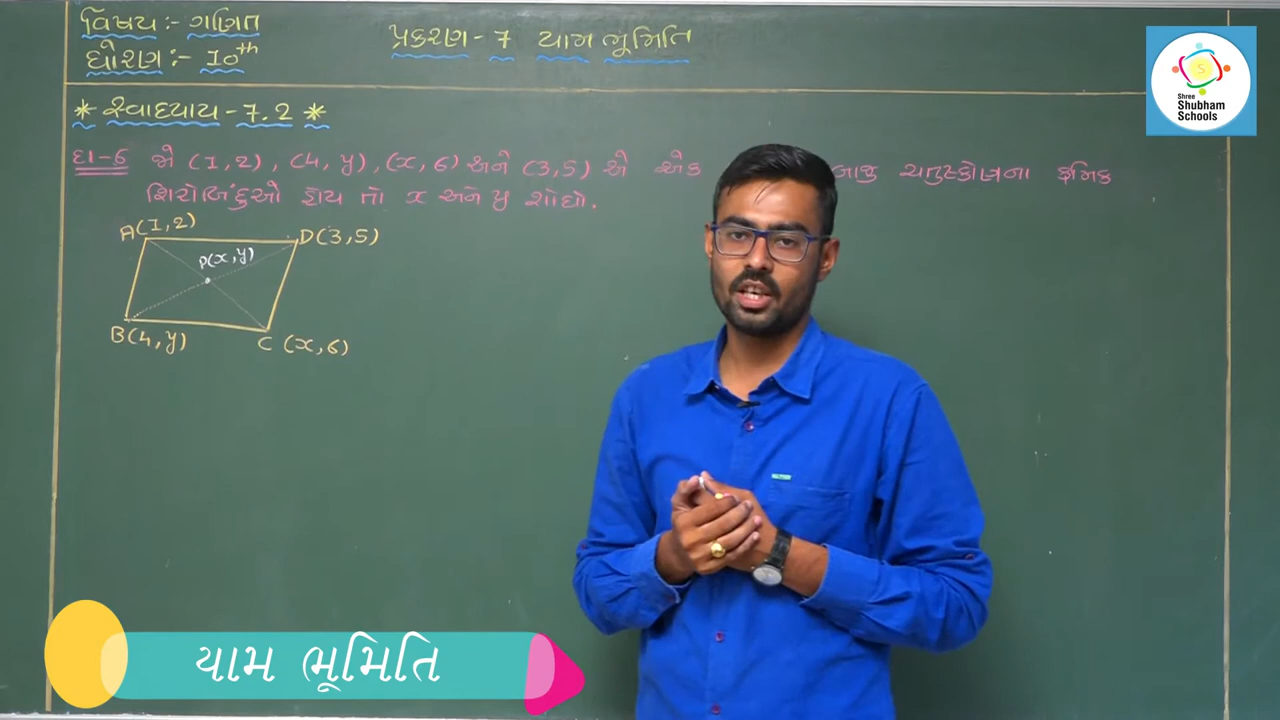 વિષય:- ગણિત
ધોરણ:- 10th
પ્રકરણ - 7 યામ ભૂમિતિ
S
Shree
Shubham
Schools
* સ્વાધ્યાય - 7.2 *
દા-6 જો (1,2), (4,y), (x,6) અને (3,5) એ એક બાજુ ચતુષ્કોણના ક્રમિક
શિરોબિંદુઓ હોય તો x અને y શોધો.
A(1,2)
D(3,5)
P(x,y)
B(4,y)
C (x,6)
યામ ભૂમિતિ